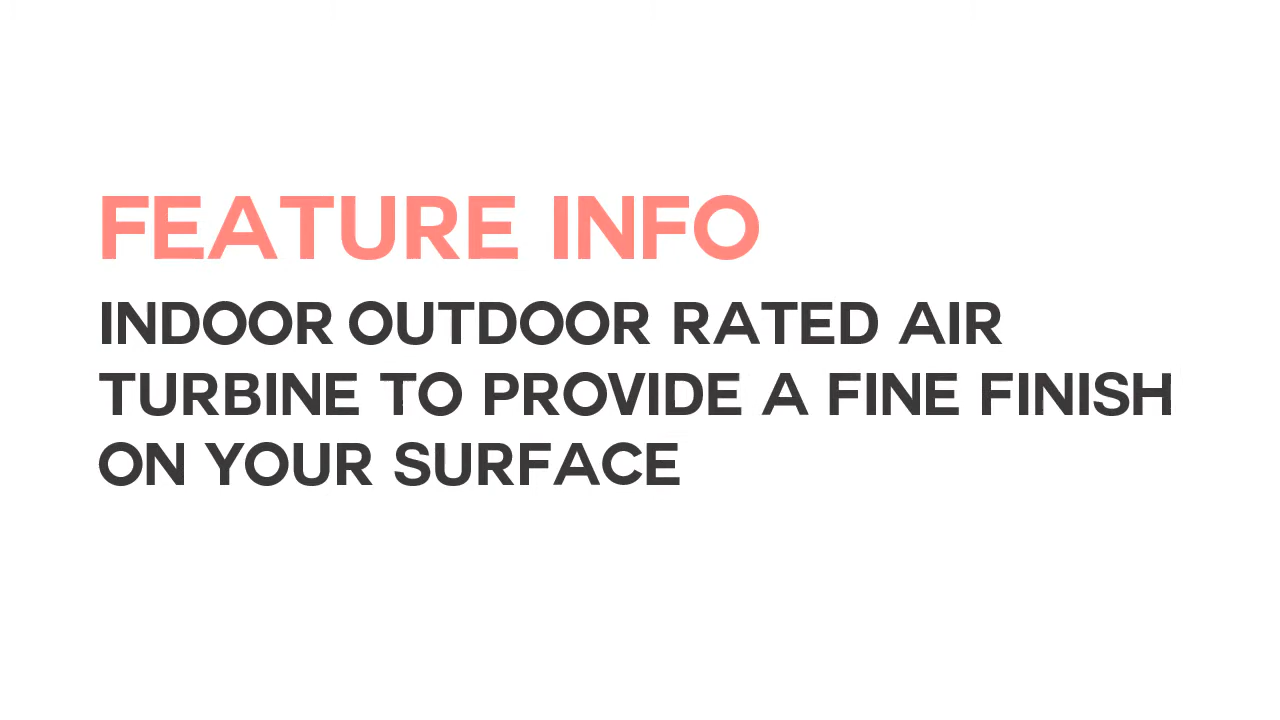 FEATURE INFO
INDOOR OUTDOOR RATED AIR
TURBINE TO PROVIDE A FINE FINISH
ON YOUR SURFACE